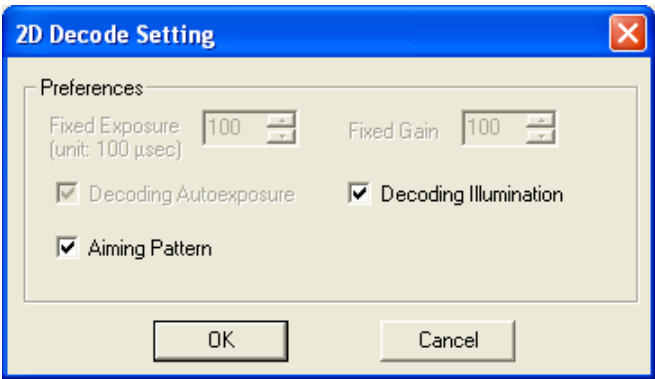 2D Decode Setting
Preferences
Fixed Exposure 100 Fixed Gain 100
(unit: 100 µsec)
Decoding Autoexposure Decoding Illumination
Aiming Pattern
OK Cancel